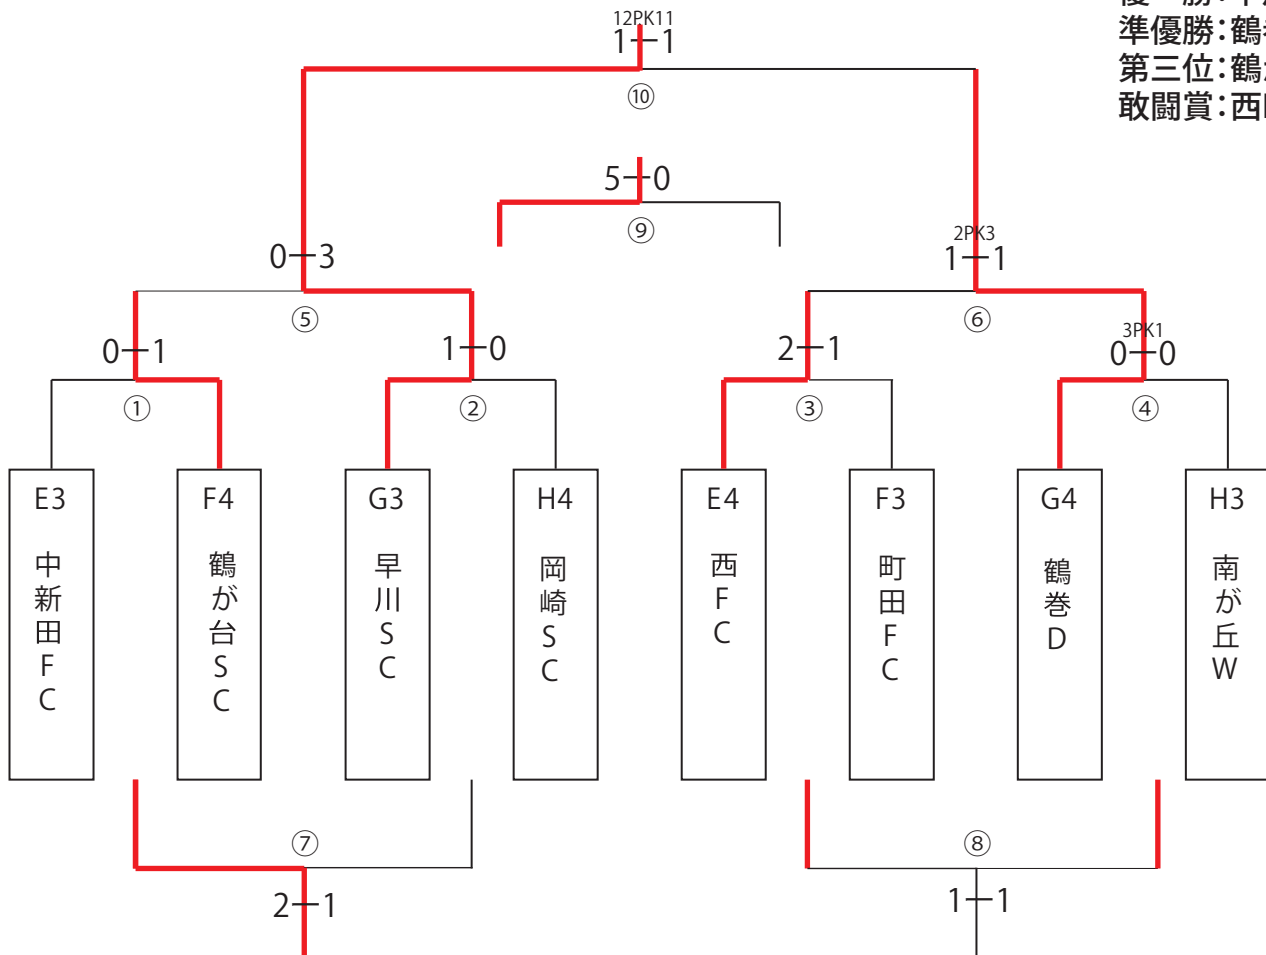 12PK11
1 1
準優勝：鶴
第三位：鶴
敢闘賞：西
⑩
5 0
⑨
0 3
2PK3
1 1
⑤
⑥
0 1
1 0
2 1
3PK1
0 0
①
②
③
④
E3
中新田FC
F4
鶴が台SC
G3
早川SC
H4
岡崎SC
E4
西FC
F3
町田FC
G4
鶴巻D
H3
南が丘W
⑦
⑧
2 1
1 1